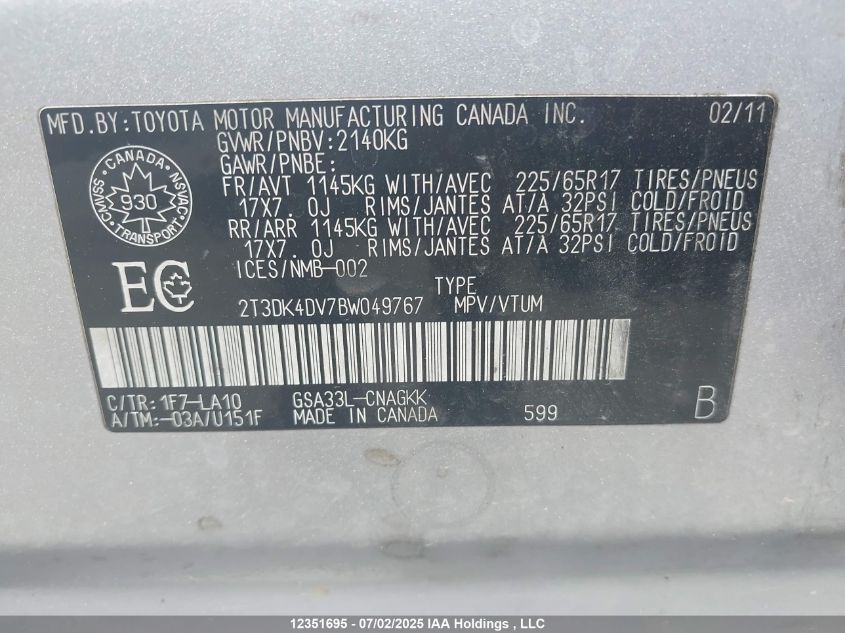 MFD.BY:TOYOTA MOTOR MANUFACTURING CANADA INC. 02/11
GVWR/PNBV:2140KG
GAWR/PNBE:
FR/AVT 1145KG WITH/AVEC 225/65R17 TIRES/PNEUS
17X7.0J RIMS/JANTES AT/A 32PSI COLD/FROID
RR/ARR 1145KG WITH/AVEC 225/65R17 TIRES/PNEUS
17X7.0J RIMS/JANTES AT/A 32PSI COLD/FROID
ICES/NMB-002
CANADA
CMVSS NSVAC
930
TRANSPORT
EC
TYPE
2T3DK4DV7BW049767 MPV/VTUM
C/TR: 1F7-LA10 GSA33L-CNAGKK
A/TM:-03A/U151F MADE IN CANADA 599 B
12351695 - 07/02/2025 IAA Holdings , LLC